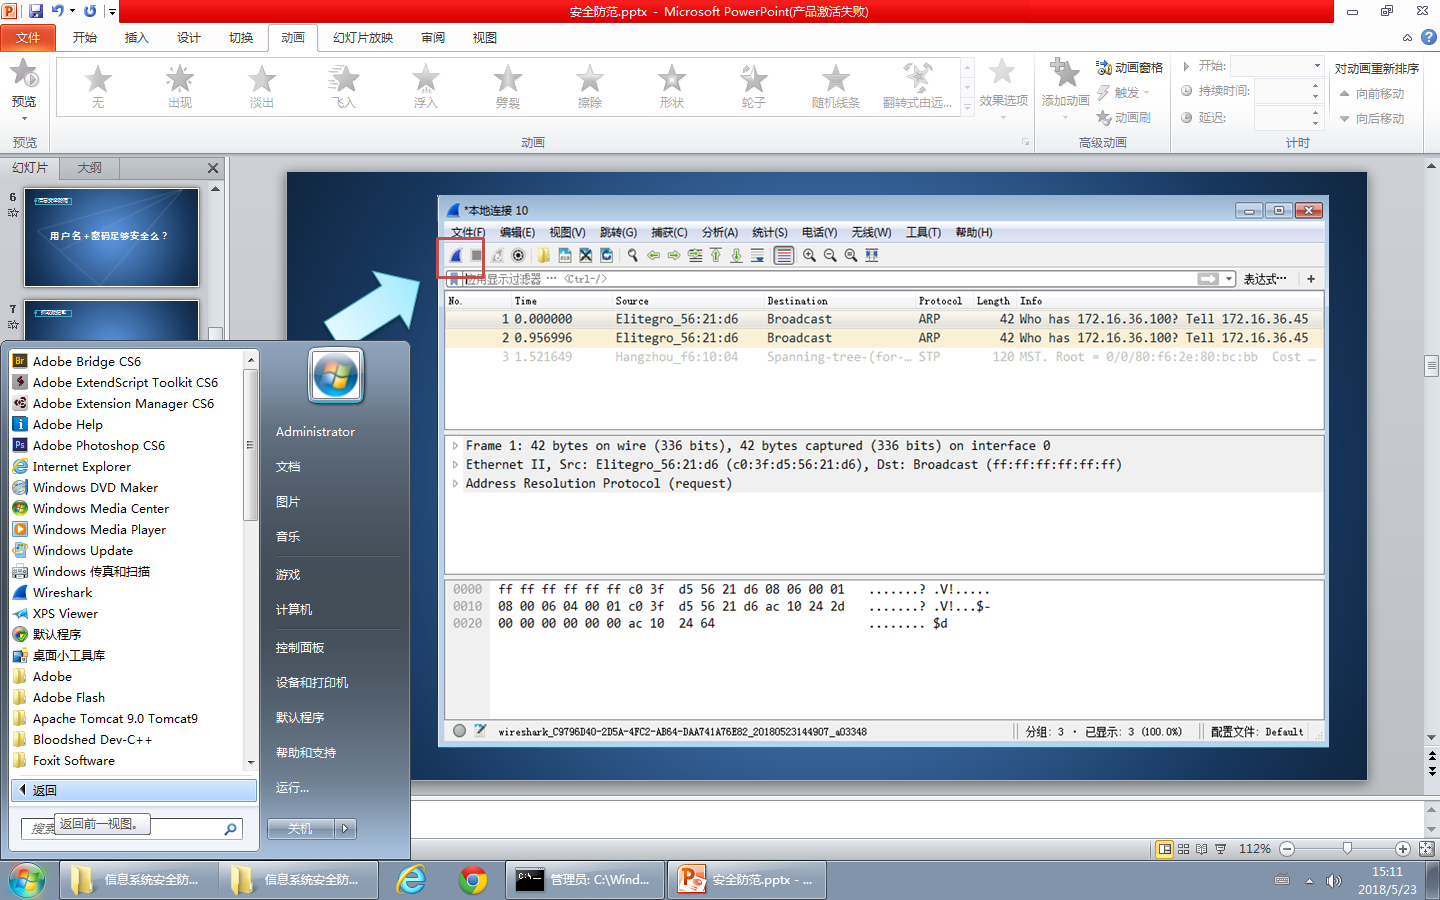 安全防范.pptx - Microsoft PowerPoint(产品激活失败)
文件 开始 插入 设计 切换 动画 幻灯片放映 审阅 视图
预览
无 出现 淡出 飞入 浮入 劈裂 擦除 形状 轮子 随机线条 翻转式由远... 效果选项
添加动画 动画窗格
触发
动画刷
开始:
持续时间:
延迟:
对动画重新排序
向前移动
向后移动
预览 动画 高级动画 计时
幻灯片 大纲
6
信息安全防范
用户名+密码足够安全么？
7
*本地连接 10
文件(F) 编辑(E) 视图(V) 跳转(G) 捕获(C) 分析(A) 统计(S) 电话(Y) 无线(W) 工具(T) 帮助(H)
应用显示过滤器 … <Ctrl-/> 表达式… +
No. Time Source Destination Protocol Length Info
1 0.000000 Elitegro_56:21:d6 Broadcast ARP 42 Who has 172.16.36.100? Tell 172.16.36.45
2 0.956996 Elitegro_56:21:d6 Broadcast ARP 42 Who has 172.16.36.100? Tell 172.16.36.45
3 1.521649 Hangzhou_f6:10:04 Spanning-tree-(for-… STP 120 MST. Root = 0/0/80:f6:2e:80:bc:bb Cost …
Frame 1: 42 bytes on wire (336 bits), 42 bytes captured (336 bits) on interface 0
Ethernet II, Src: Elitegro_56:21:d6 (c0:3f:d5:56:21:d6), Dst: Broadcast (ff:ff:ff:ff:ff:ff)
Address Resolution Protocol (request)
0000 ff ff ff ff ff ff c0 3f d5 56 21 d6 08 06 00 01 .......? .V!.....
0010 08 00 06 04 00 01 c0 3f d5 56 21 d6 ac 10 24 2d .......? .V!...$-
0020 00 00 00 00 00 00 ac 10 24 64 ........ $d
wireshark_C9796D40-2D5A-4FC2-AB64-DAA741A76E82_20180523144907_a03348 分组: 3 · 已显示: 3 (100.0%) 配置文件: Default
Adobe Bridge CS6
Adobe ExtendScript Toolkit CS6
Adobe Extension Manager CS6
Adobe Help
Adobe Photoshop CS6
Internet Explorer
Windows DVD Maker
Windows Media Center
Windows Media Player
Windows Update
Windows 传真和扫描
Wireshark
XPS Viewer
默认程序
桌面小工具库
Adobe
Adobe Flash
Apache Tomcat 9.0 Tomcat9
Bloodshed Dev-C++
Foxit Software
返回
搜索
返回前一视图。
Administrator
文档
图片
音乐
游戏
计算机
控制面板
设备和打印机
默认程序
帮助和支持
运行...
关机
112%
信息系统安全防... 信息系统安全防... 管理员: C:\Wind... 安全防范.pptx - ...
15:11
2018/5/23